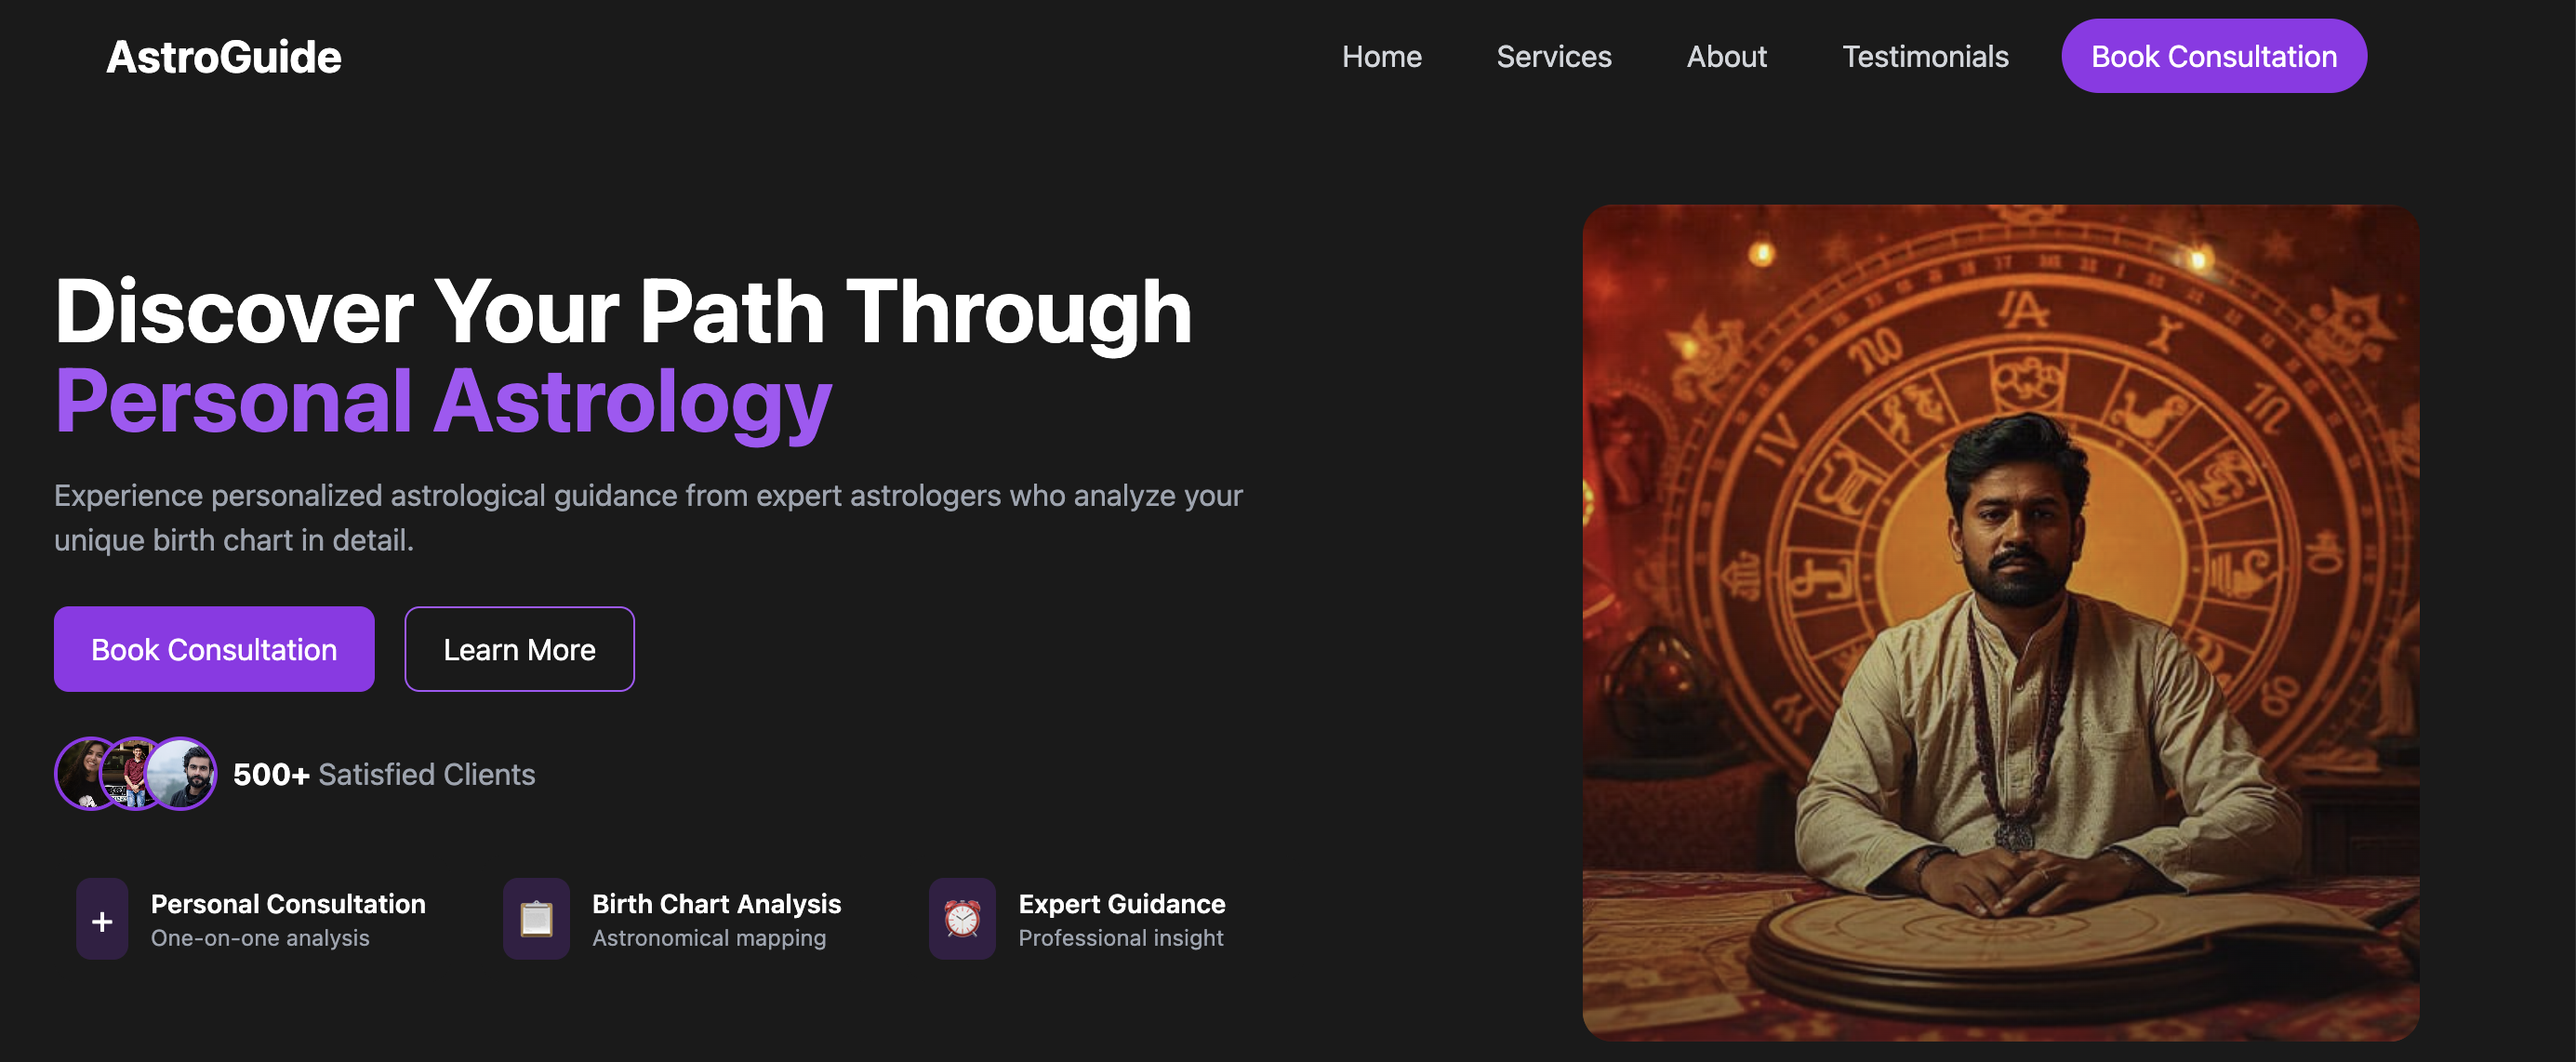 AstroGuide
Home
Services
About
Testimonials
Book Consultation
Discover Your Path Through
Personal Astrology
Experience personalized astrological guidance from expert astrologers who analyze your
unique birth chart in detail.
Book Consultation
Learn More
500+ Satisfied Clients
Personal Consultation
One-on-one analysis
Birth Chart Analysis
Astronomical mapping
Expert Guidance
Professional insight